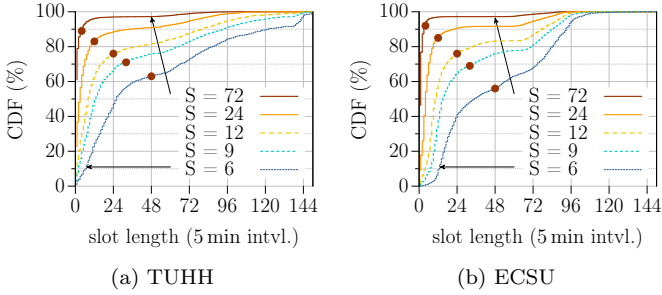 100
80
60
40
20
0
CDF (%)
S = 72
S = 24
S = 12
S = 9
S = 6
0 24 48 72 96 120 144
slot length (5 min intvl.)
(a) TUHH
100
80
60
40
20
0
CDF (%)
S = 72
S = 24
S = 12
S = 9
S = 6
0 24 48 72 96 120 144
slot length (5 min intvl.)
(b) ECSU